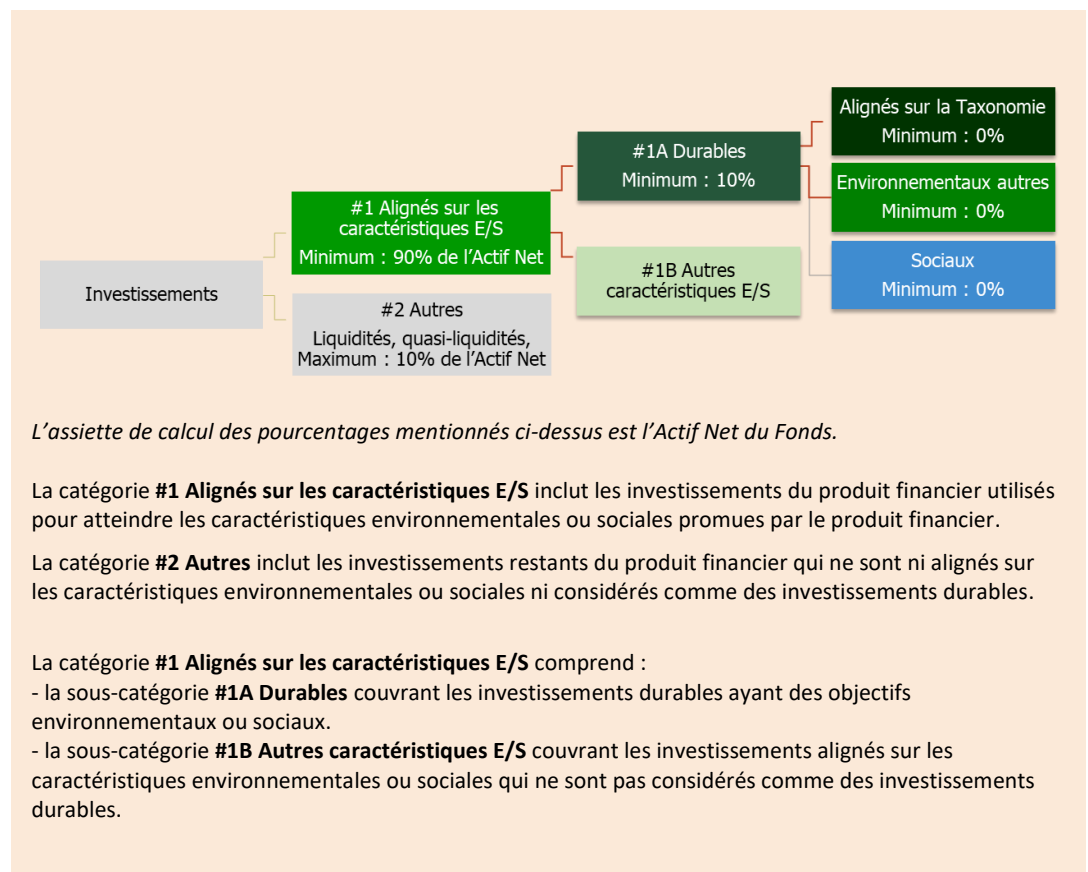 Investissements
#1 Alignés sur les
caractéristiques E/S
Minimum : 90% de l’Actif Net
#2 Autres
Liquidités, quasi-liquidités,
Maximum : 10% de l’Actif Net
#1A Durables
Minimum : 10%
#1B Autres
caractéristiques E/S
Alignés sur la Taxonomie
Minimum : 0%
Environnementaux autres
Minimum : 0%
Sociaux
Minimum : 0%
L’assiette de calcul des pourcentages mentionnés ci-dessus est l’Actif Net du Fonds.
La catégorie #1 Alignés sur les caractéristiques E/S inclut les investissements du produit financier utilisés
pour atteindre les caractéristiques environnementales ou sociales promues par le produit financier.
La catégorie #2 Autres inclut les investissements restants du produit financier qui ne sont ni alignés sur
les caractéristiques environnementales ou sociales ni considérés comme des investissements durables.
La catégorie #1 Alignés sur les caractéristiques E/S comprend :
- la sous-catégorie #1A Durables couvrant les investissements durables ayant des objectifs
environnementaux ou sociaux.
- la sous-catégorie #1B Autres caractéristiques E/S couvrant les investissements alignés sur les
caractéristiques environnementales ou sociales qui ne sont pas considérés comme des investissements
durables.